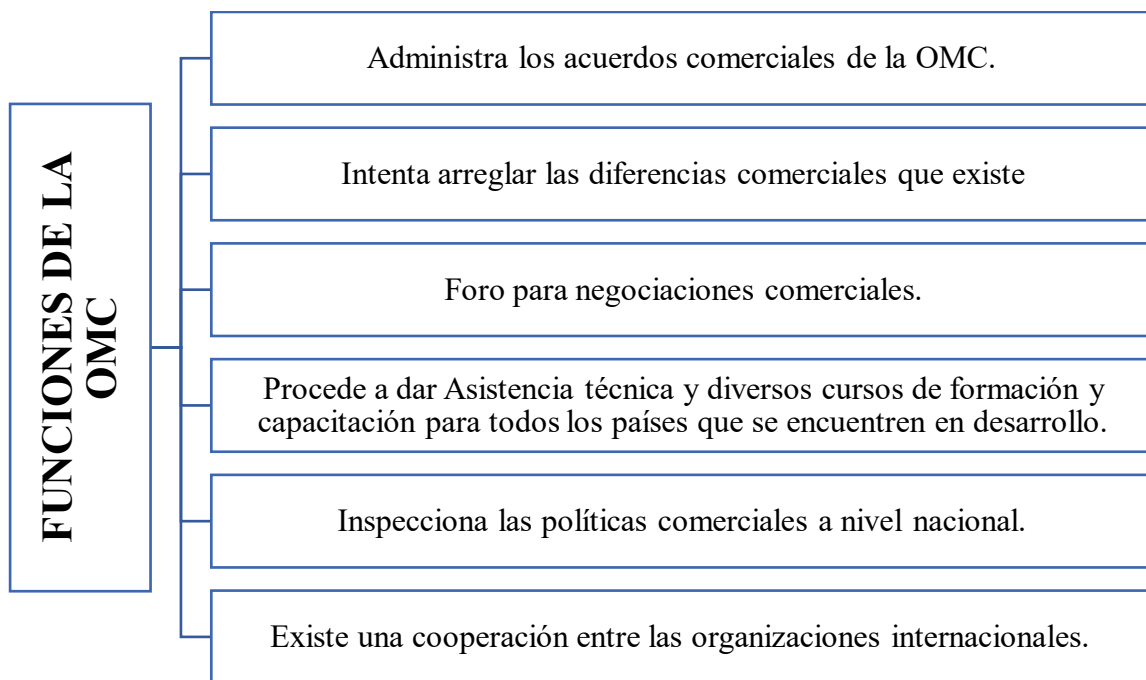 FUNCIONES DE LA
OMC
Administra los acuerdos comerciales de la OMC.
Intenta arreglar las diferencias comerciales que existe
Foro para negociaciones comerciales.
Procede a dar Asistencia técnica y diversos cursos de formación y
capacitación para todos los países que se encuentren en desarrollo.
Inspecciona las políticas comerciales a nivel nacional.
Existe una cooperación entre las organizaciones internacionales.